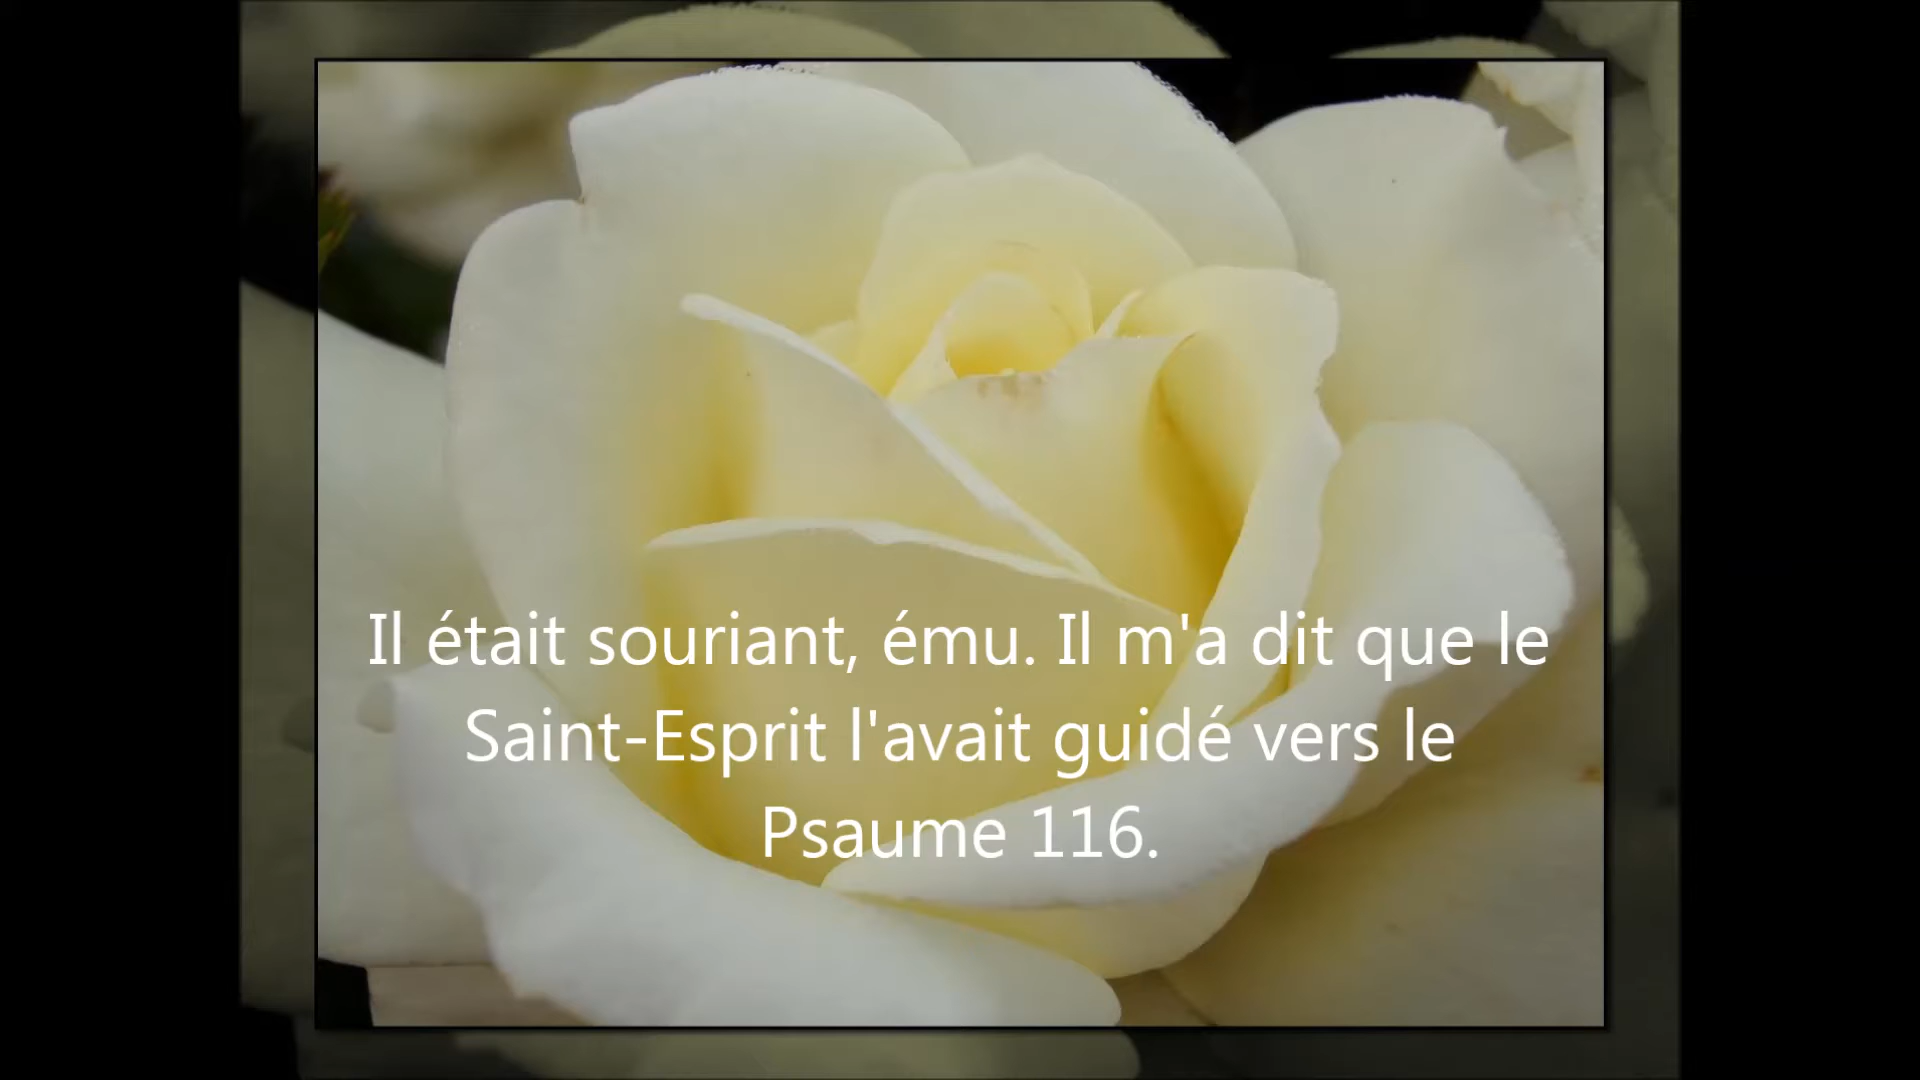 Il était souriant, ému. Il m'a dit que le
Saint-Esprit l'avait guidé vers le
Psaume 116.